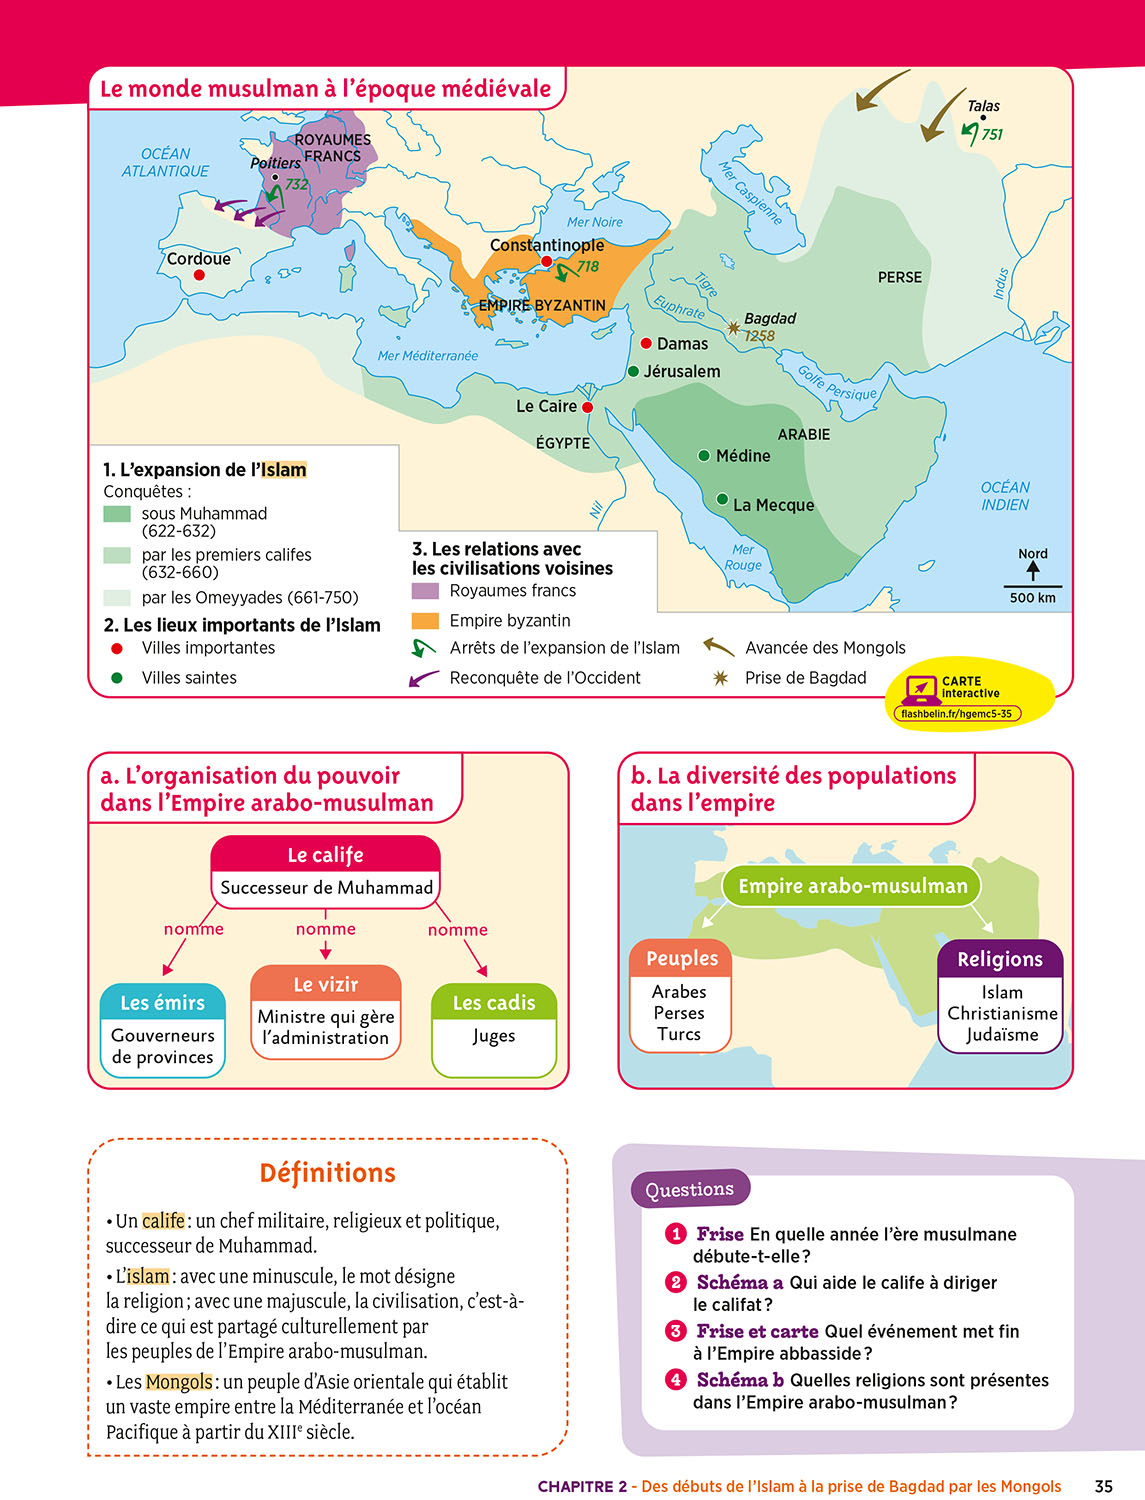 Le monde musulman à l'époque médiévale
OCÉAN
ATLANTIQUE
ROYAUMES
FRANCS
Poitiers
732
Talas
751
Mer Caspienne
Mer Noire
Constantinople
718
Cordoue
EMPIRE BYZANTIN
PERSE
Indus
Tigre
Euphrate
Bagdad
1258
Mer Méditerranée
Damas
Jérusalem
Golfe Persique
Le Caire
ÉGYPTE
ARABIE
Médine
La Mecque
Nil
Mer
Rouge
OCÉAN
INDIEN
Nord
500 km
1. L'expansion de l'Islam
Conquêtes :
sous Muhammad
(622-632)
par les premiers califes
(632-660)
par les Omeyyades (661-750)
2. Les lieux importants de l'Islam
Villes importantes
Villes saintes
3. Les relations avec
les civilisations voisines
Royaumes francs
Empire byzantin
Arrêts de l'expansion de l'Islam
Reconquête de l'Occident
Avancée des Mongols
Prise de Bagdad
CARTE
interactive
flashbelin.fr/hgemc5-35
a. L'organisation du pouvoir
dans l'Empire arabo-musulman
Le calife
Successeur de Muhammad
nomme
nomme
nomme
Les émirs
Gouverneurs
de provinces
Le vizir
Ministre qui gère
l'administration
Les cadis
Juges
b. La diversité des populations
dans l'empire
Empire arabo-musulman
Peuples
Arabes
Perses
Turcs
Religions
Islam
Christianisme
Judaïsme
Définitions
• Un calife : un chef militaire, religieux et politique,
successeur de Muhammad.
• L'islam : avec une minuscule, le mot désigne
la religion ; avec une majuscule, la civilisation, c'est-à-
dire ce qui est partagé culturellement par
les peuples de l'Empire arabo-musulman.
• Les Mongols : un peuple d'Asie orientale qui établit
un vaste empire entre la Méditerranée et l'océan
Pacifique à partir du XIIIe siècle.
Questions
1 Frise En quelle année l'ère musulmane
débute-t-elle ?
2 Schéma a Qui aide le calife à diriger
le califat ?
3 Frise et carte Quel événement met fin
à l'Empire abbasside ?
4 Schéma b Quelles religions sont présentes
dans l'Empire arabo-musulman ?
CHAPITRE 2 - Des débuts de l'Islam à la prise de Bagdad par les Mongols 35